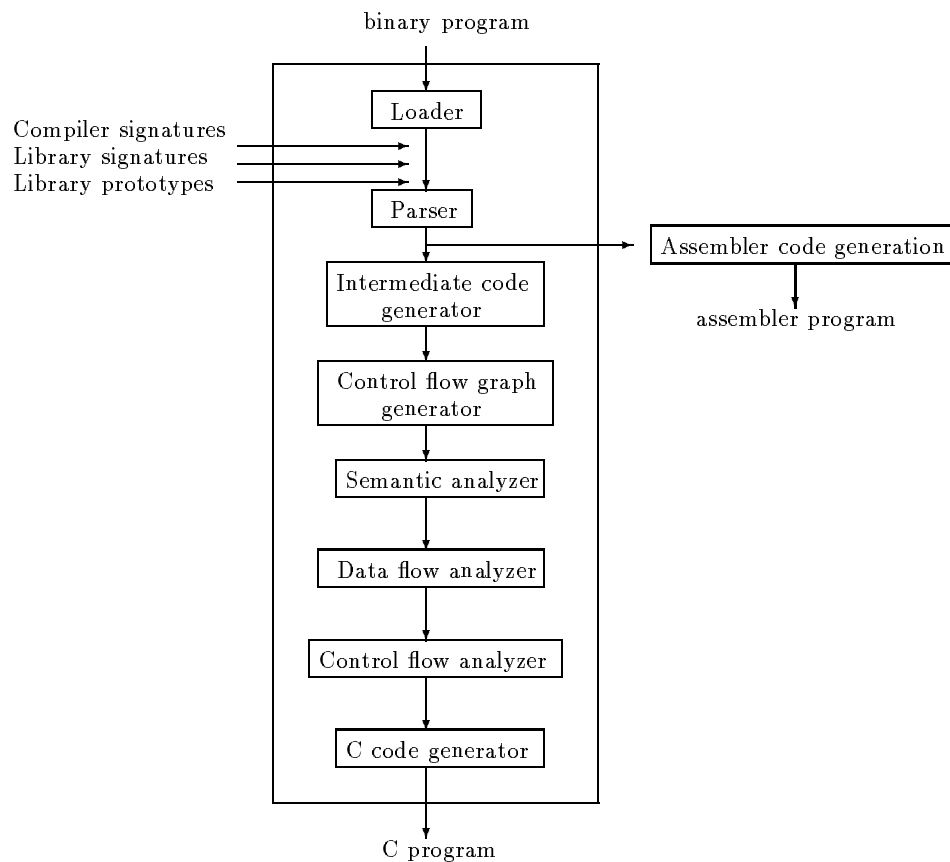 binary program
Loader
Compiler signatures
Library signatures
Library prototypes
Parser
Assembler code generation
assembler program
Intermediate code
generator
Control flow graph
generator
Semantic analyzer
Data flow analyzer
Control flow analyzer
C code generator
C program